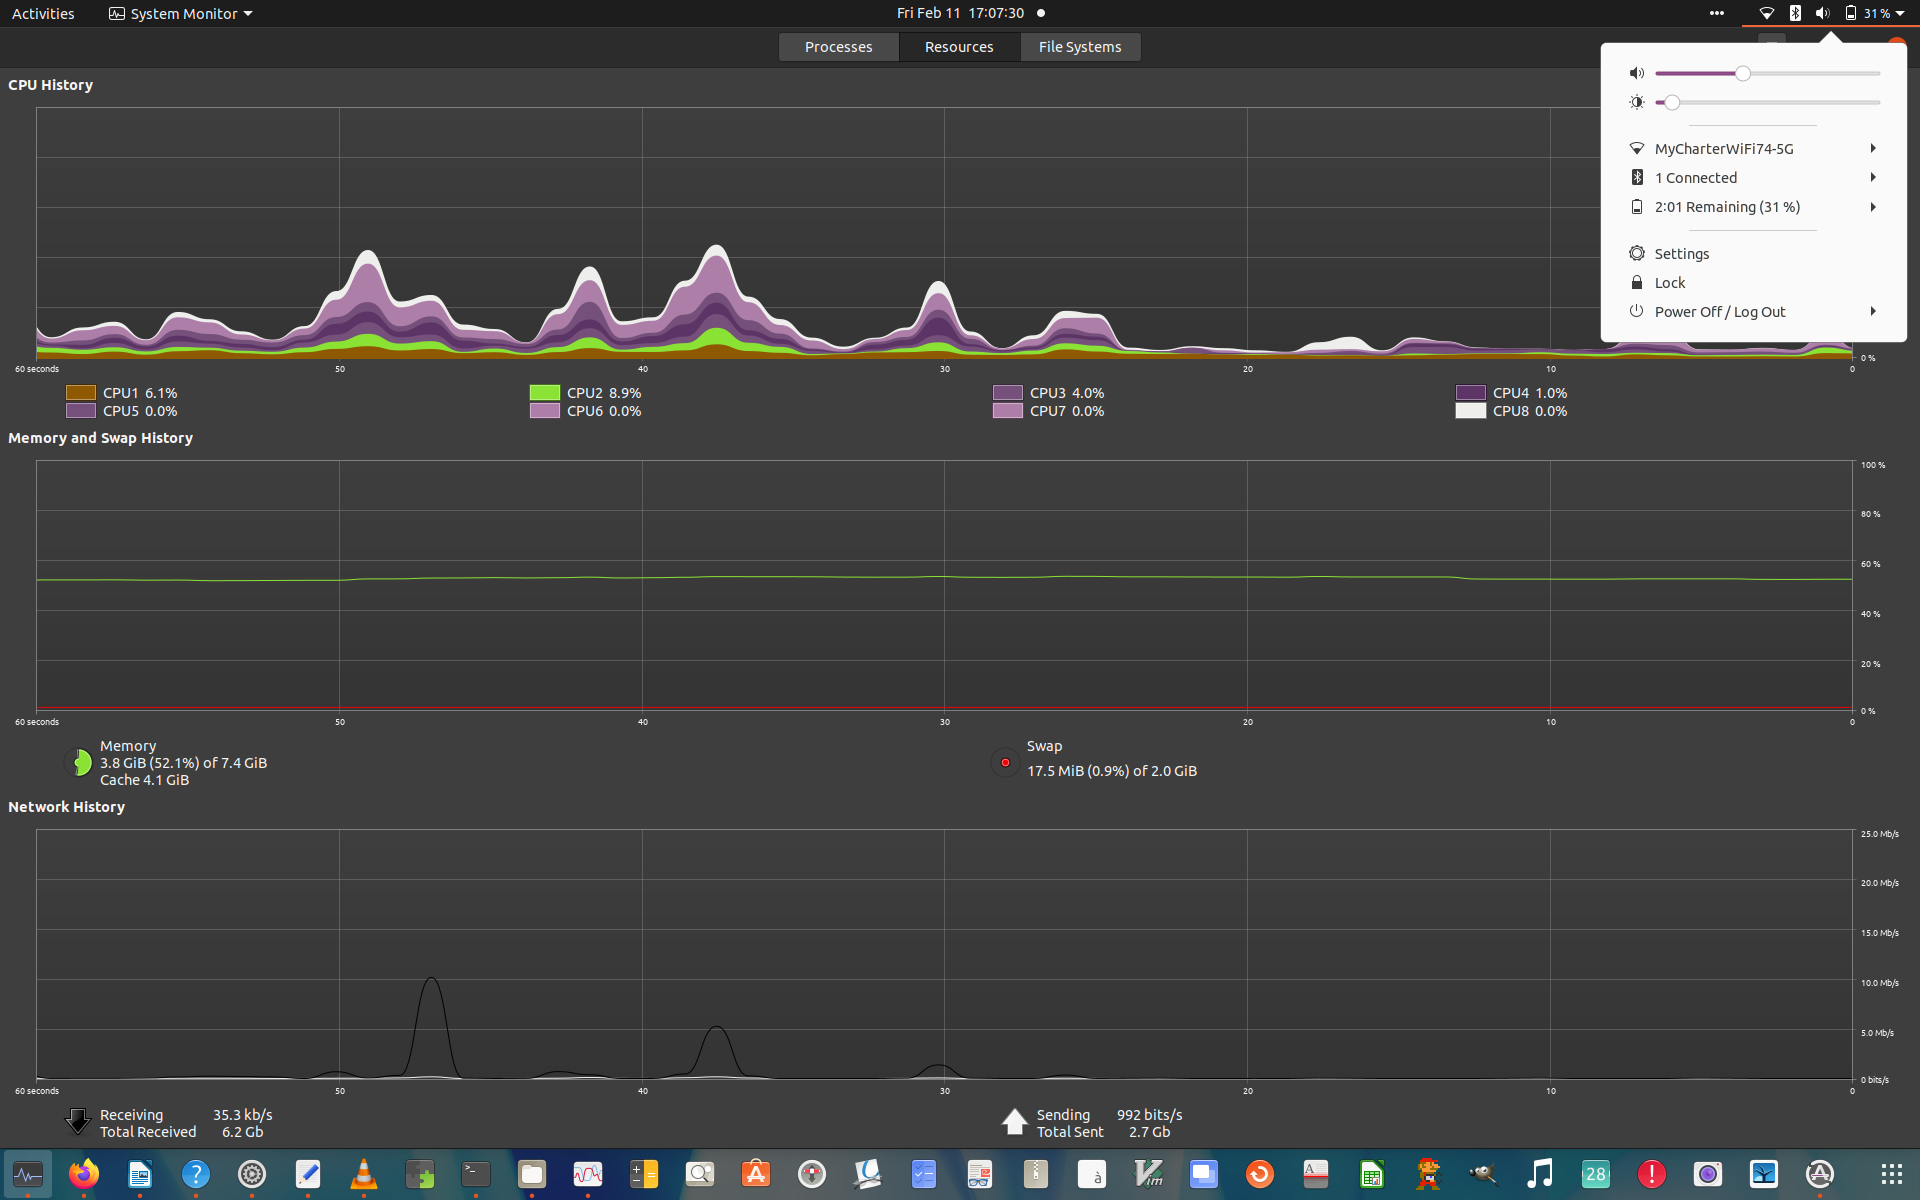 Activities System Monitor Fri Feb 11 17:07:30 31 %
Processes Resources File Systems
CPU History
MyCharterWiFi74-5G
1 Connected
2:01 Remaining (31 %)
Settings
Lock
Power Off / Log Out
0 %
60 seconds 50 40 30 20 10 0
CPU1 6.1% CPU2 8.9% CPU3 4.0% CPU4 1.0%
CPU5 0.0% CPU6 0.0% CPU7 0.0% CPU8 0.0%
Memory and Swap History
100 %
80 %
60 %
40 %
20 %
0 %
60 seconds 50 40 30 20 10 0
Memory
3.8 GiB (52.1%) of 7.4 GiB
Cache 4.1 GiB
Swap
17.5 MiB (0.9%) of 2.0 GiB
Network History
25.0 Mb/s
20.0 Mb/s
15.0 Mb/s
10.0 Mb/s
5.0 Mb/s
0 bits/s
60 seconds 50 40 30 20 10 0
Receiving 35.3 kb/s
Total Received 6.2 Gb
Sending 992 bits/s
Total Sent 2.7 Gb
? >_ A à Vim A 28 !